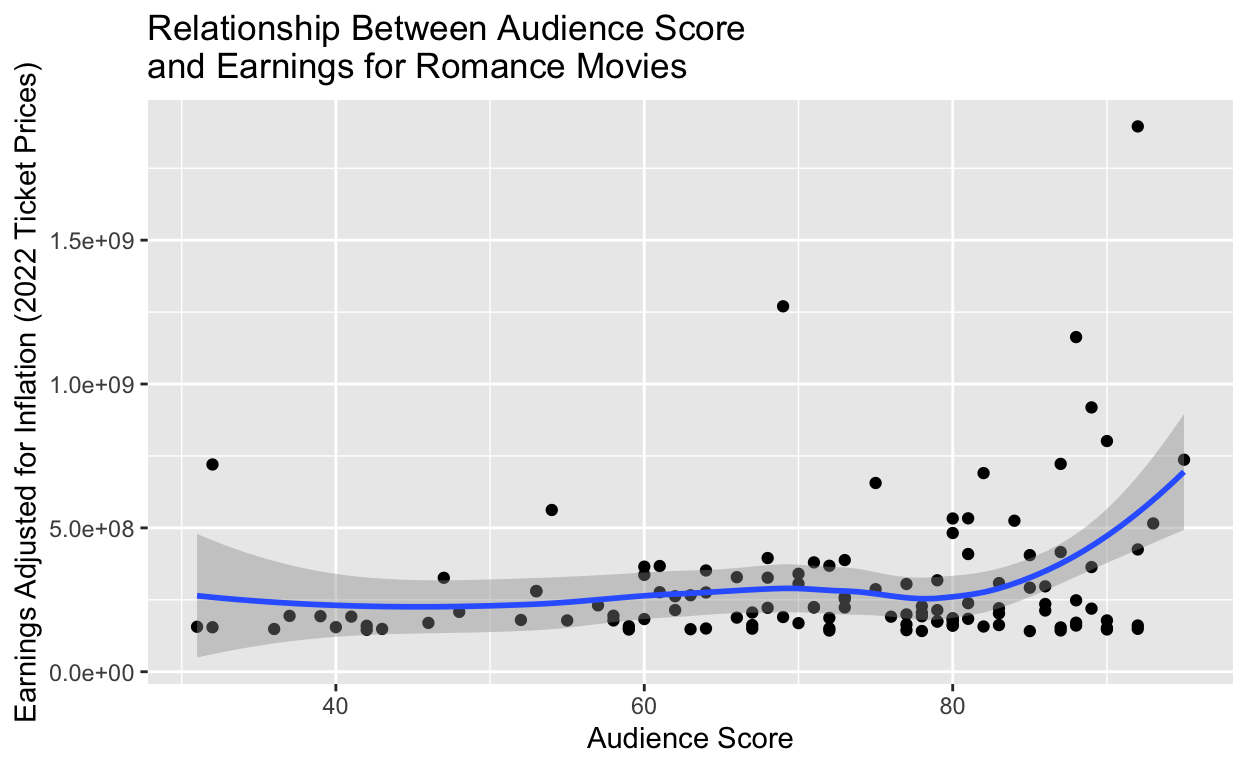 Relationship Between Audience Score
and Earnings for Romance Movies
Earnings Adjusted for Inflation (2022 Ticket Prices)
1.5e+09
1.0e+09
5.0e+08
0.0e+00
40 60 80
Audience Score